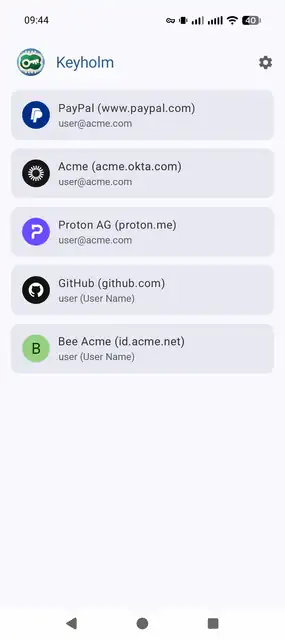 09:44
40
Keyholm
PayPal (www.paypal.com)
user@acme.com
Acme (acme.okta.com)
user@acme.com
Proton AG (proton.me)
user@acme.com
GitHub (github.com)
user (User Name)
B
Bee Acme (id.acme.net)
user (User Name)